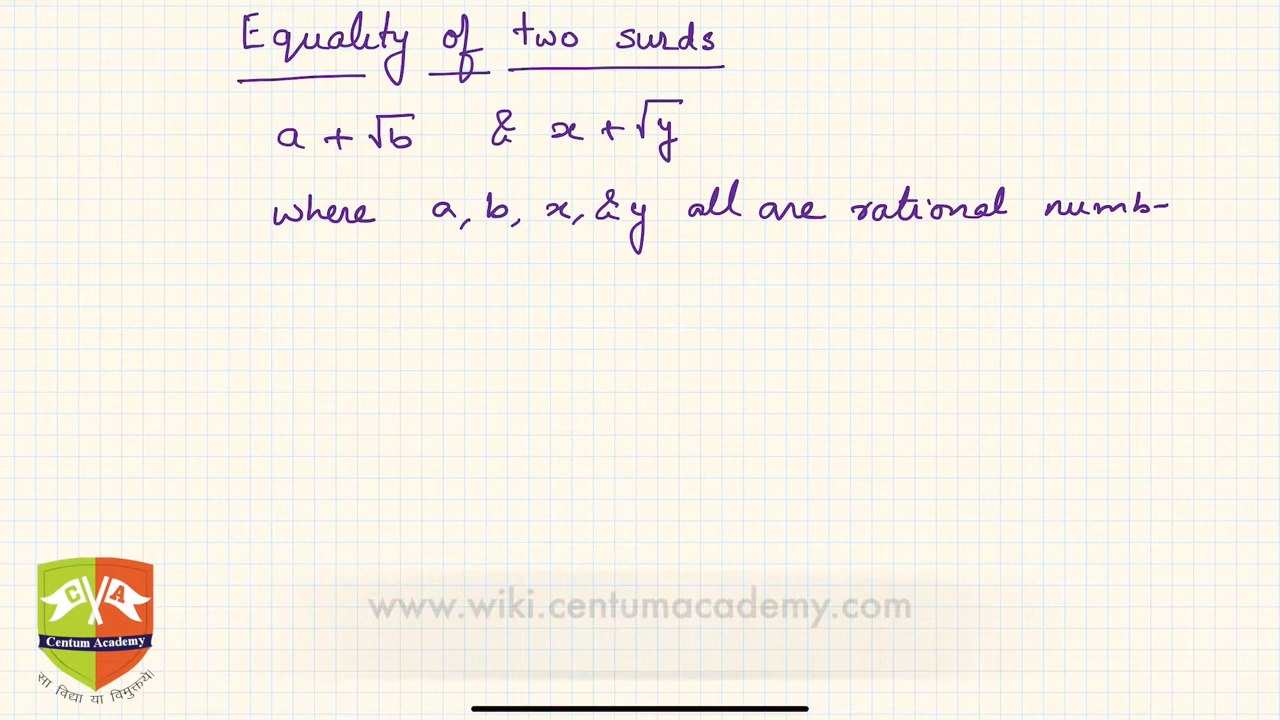 Equality of two surds
a + √b & x + √y
where a, b, x, & y all are rational numb-
www.wiki.centumacademy.com
C A
Centum Academy
सा विद्या या विमुक्तये।